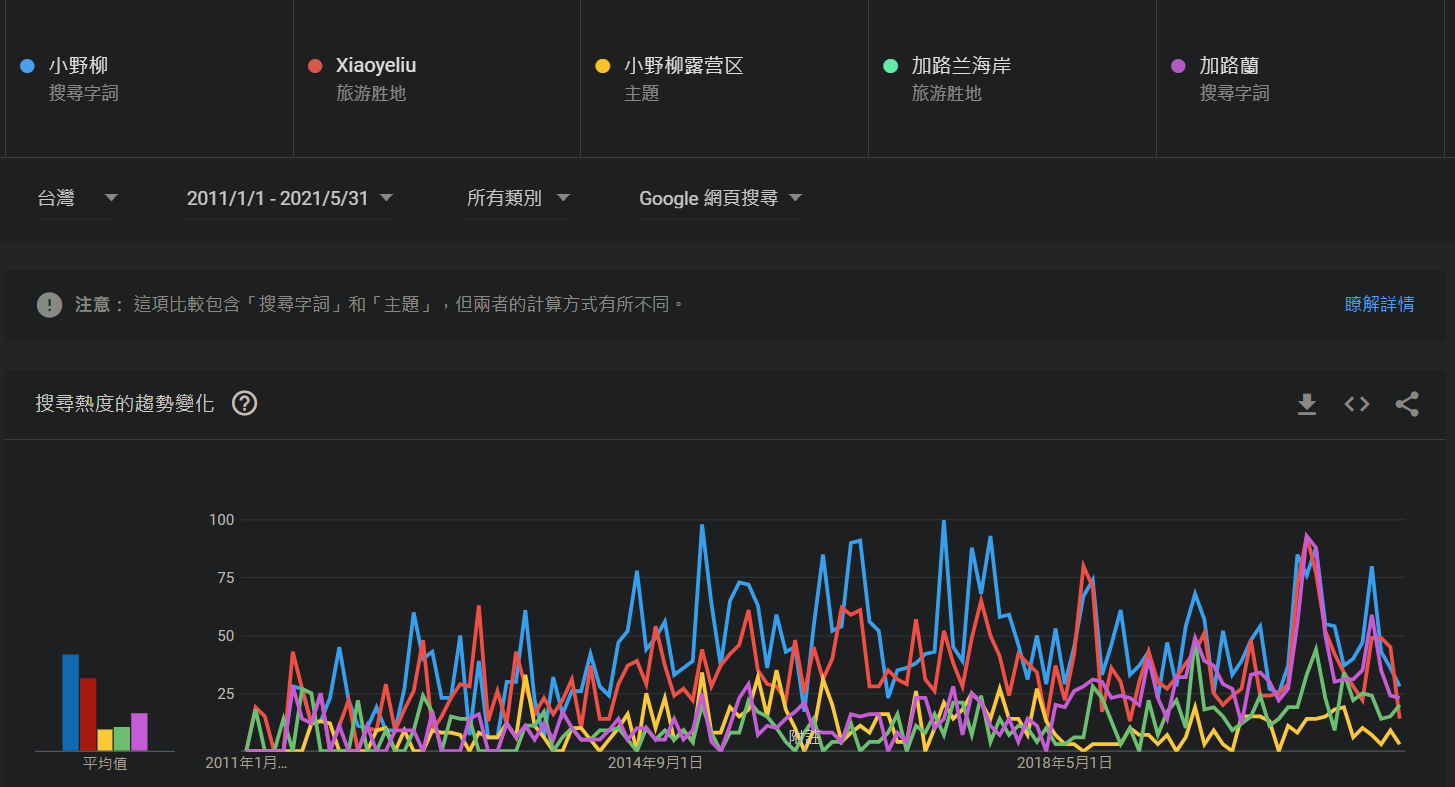 小野柳
搜尋字詞
Xiaoyeliu
旅游胜地
小野柳露营区
主題
加路兰海岸
旅游胜地
加路蘭
搜尋字詞
台灣
2011/1/1 - 2021/5/31
所有類別
Google 網頁搜尋
注意： 這項比較包含「搜尋字詞」和「主題」，但兩者的計算方式有所不同。
瞭解詳情
搜尋熱度的趨勢變化
100
75
50
25
附註
平均值
2011年1月...
2014年9月1日
2018年5月1日